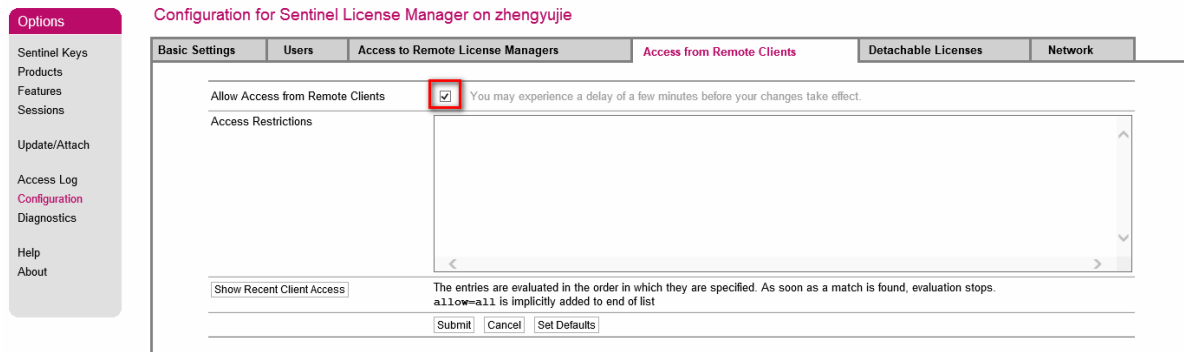 Options
Sentinel Keys
Products
Features
Sessions
Update/Attach
Access Log
Configuration
Diagnostics
Help
About
Configuration for Sentinel License Manager on zhengyujie
Basic Settings Users Access to Remote License Managers Access from Remote Clients Detachable Licenses Network
Allow Access from Remote Clients You may experience a delay of a few minutes before your changes take effect.
Access Restrictions
Show Recent Client Access The entries are evaluated in the order in which they are specified. As soon as a match is found, evaluation stops.
allow=all is implicitly added to end of list
Submit Cancel Set Defaults